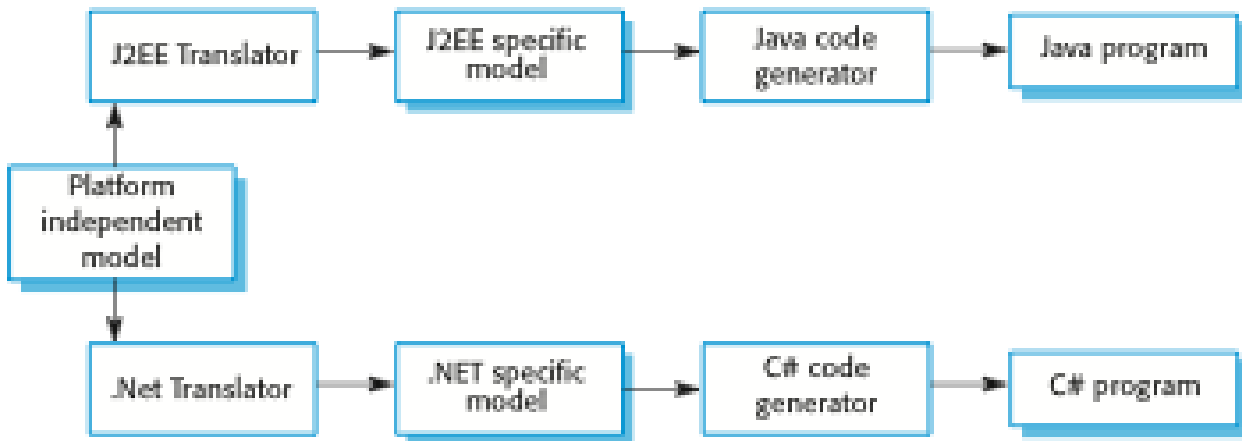 J2EE Translator
J2EE specific
model
Java code
generator
Java program
Platform
independent
model
.Net Translator
.NET specific
model
C# code
generator
C# program